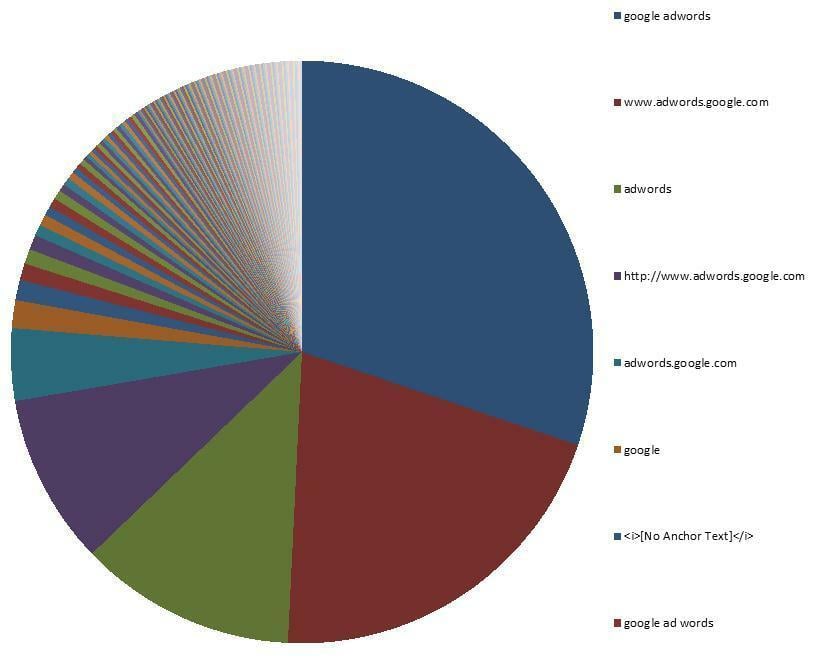 google adwords
www.adwords.google.com
adwords
http://www.adwords.google.com
adwords.google.com
google
<i>[No Anchor Text]</i>
google ad words